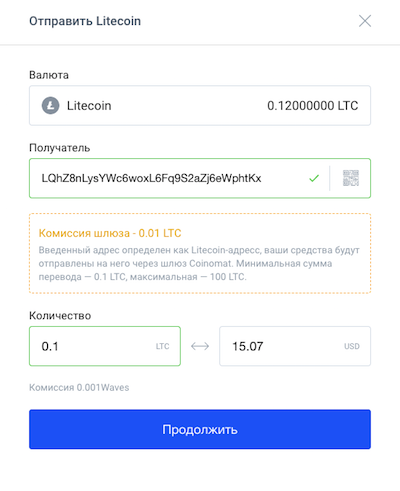 Отправить Litecoin
Валюта
Litecoin 0.12000000 LTC
Получатель
LQhZ8nLysYWc6woxL6Fq9S2aZj6eWphtKx
Комиссия шлюза - 0.01 LTC
Введенный адрес определен как Litecoin-адресс, ваши средства будут
отправлены на него через шлюз Coinomat. Минимальная сумма
перевода — 0.1 LTC, максимальная — 100 LTC.
Количество
0.1 LTC 15.07 USD
Комиссия 0.001Waves
Продолжить